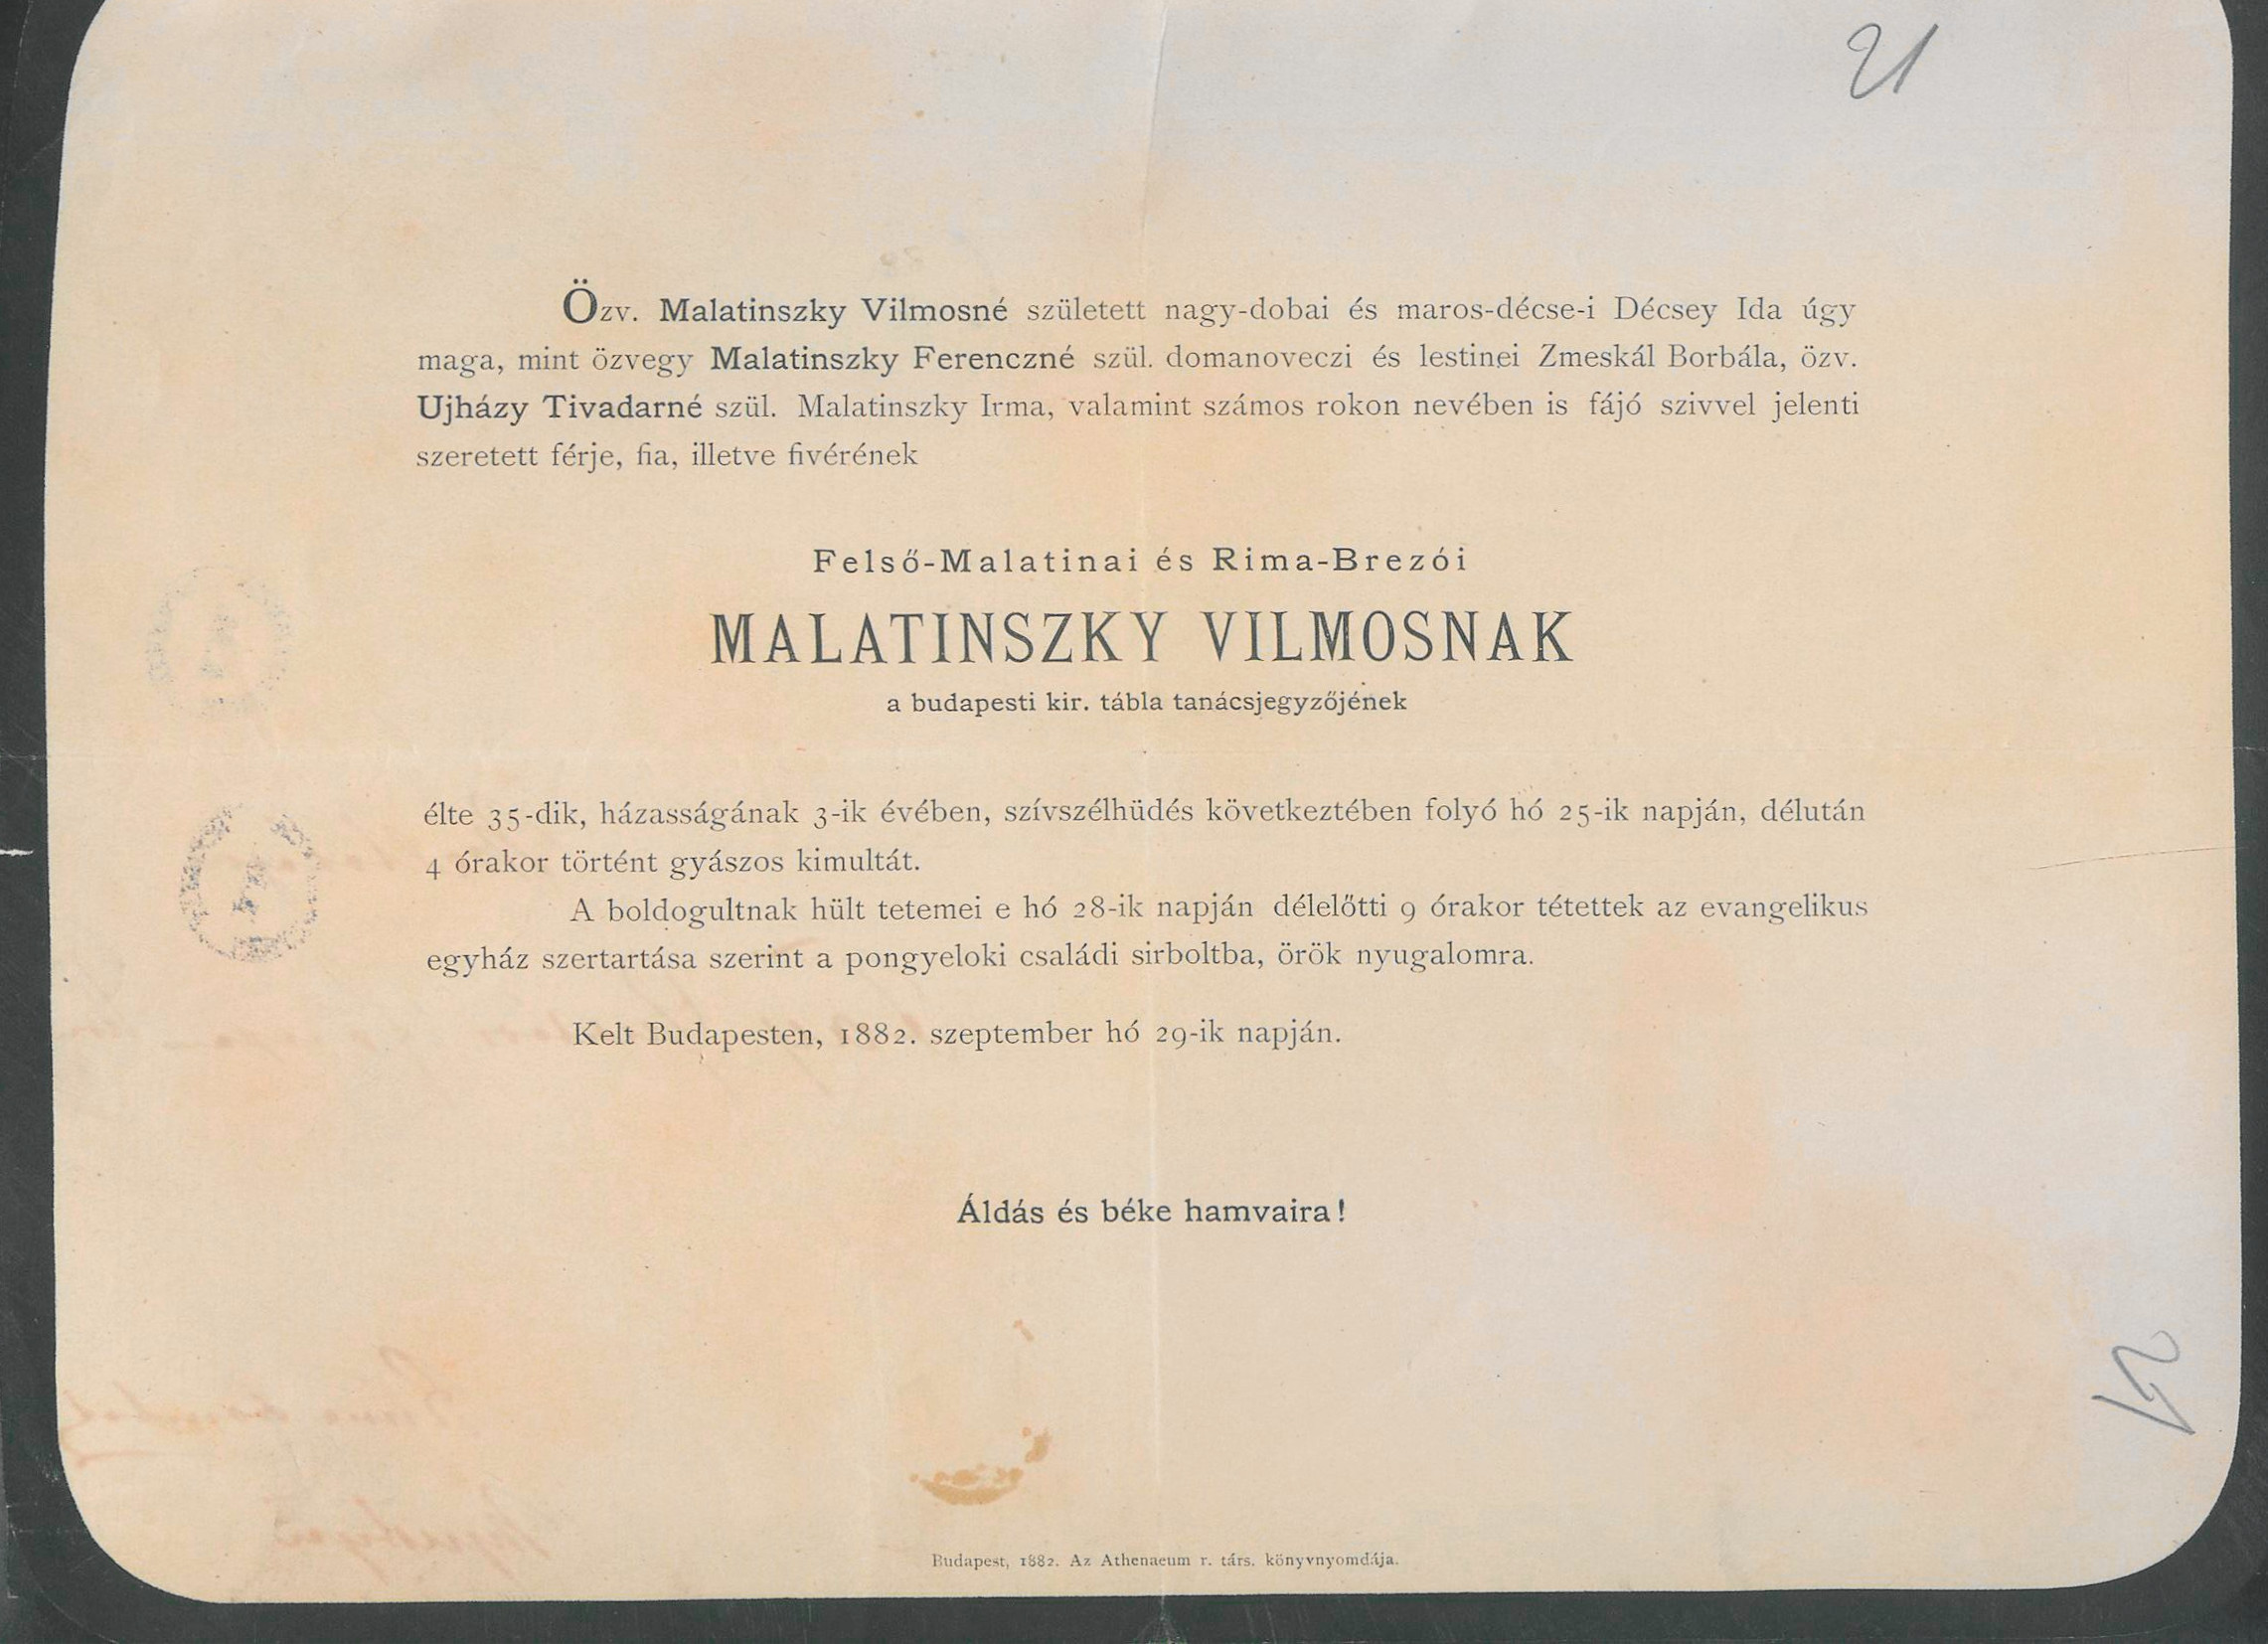 21
Özv. Malatinszky Vilmosné született nagy-dobai és maros-décse-i Décsey Ida úgy
maga, mint özvegy Malatinszky Ferenczné szül. domanoveczi és lestinei Zmeskál Borbála, özv.
Ujházy Tivadarné szül. Malatinszky Irma, valamint számos rokon nevében is fájó szivvel jelenti
szeretett férje, fia, illetve fivérének
Felső-Malatinai és Rima-Brezói
MALATINSZKY VILMOSNAK
a budapesti kir. tábla tanácsjegyzőjének
élte 35-dik, házasságának 3-ik évében, szívszélhüdés következtében folyó hó 25-ik napján, délután
4 órakor történt gyászos kimultát.
A boldogultnak hült tetemei e hó 28-ik napján délelőtti 9 órakor tétettek az evangelikus
egyház szertartása szerint a pongyeloki családi sirboltba, örök nyugalomra.
Kelt Budapesten, 1882. szeptember hó 29-ik napján.
Áldás és béke hamvaira!
21
Budapest, 1882. Az Athenaeum r. társ. könyvnyomdája.